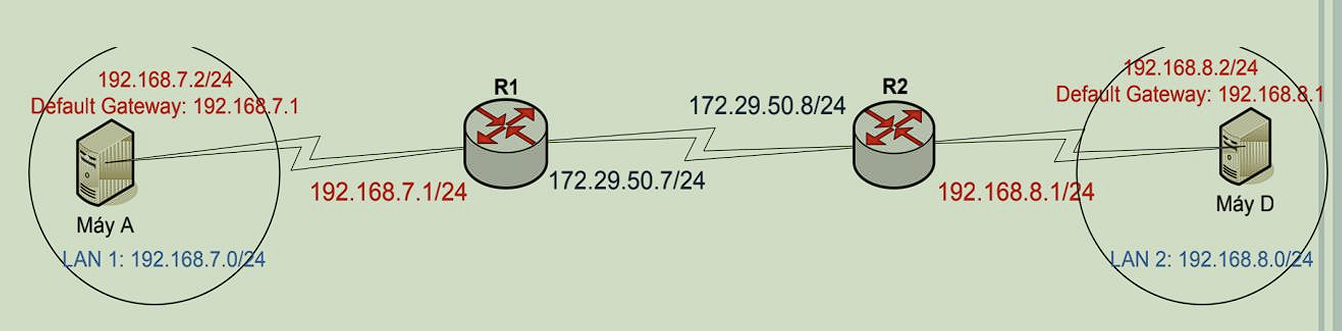 192.168.7.2/24
Default Gateway: 192.168.7.1
Máy A
LAN 1: 192.168.7.0/24
192.168.7.1/24
R1
172.29.50.7/24
172.29.50.8/24
R2
192.168.8.1/24
192.168.8.2/24
Default Gateway: 192.168.8.1
Máy D
LAN 2: 192.168.8.0/24